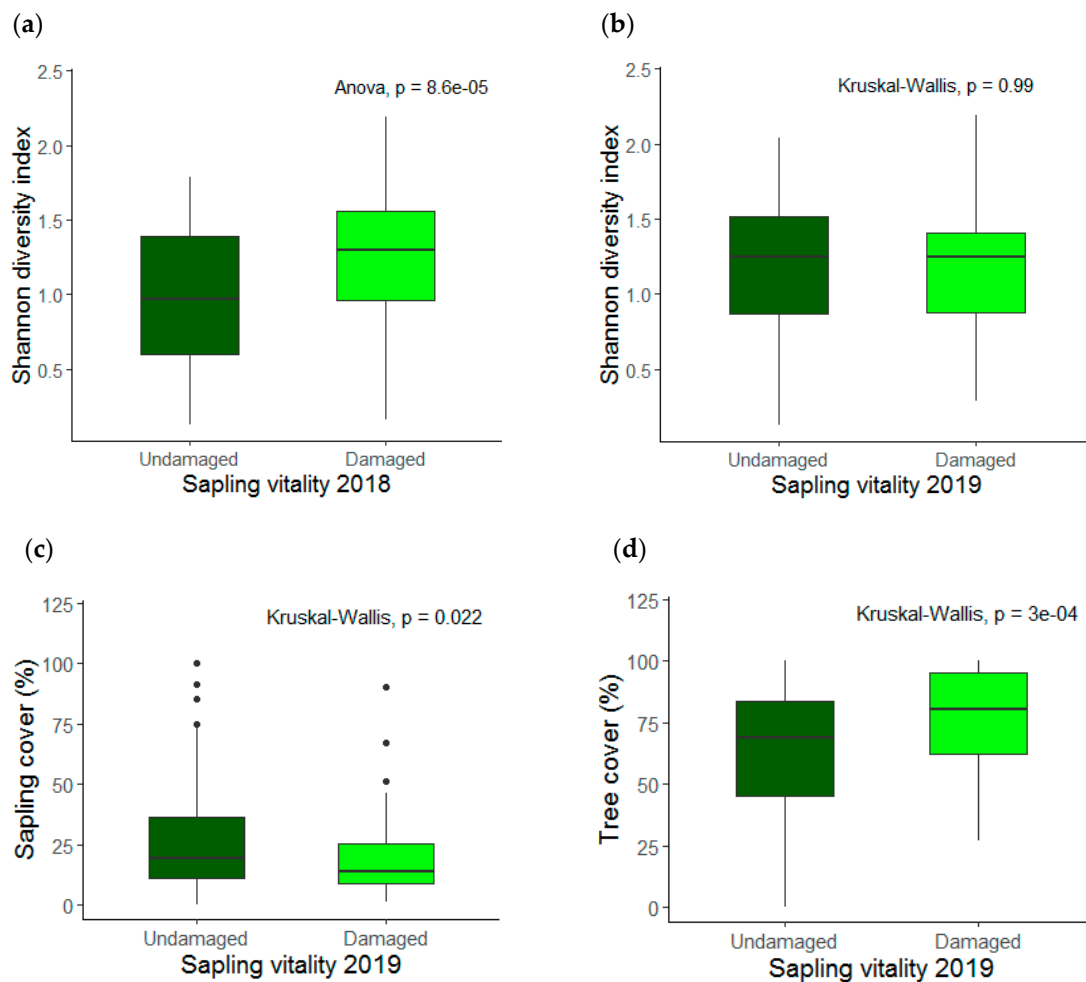 (a)
Anova, p = 8.6e-05
Shannon diversity index
2.5
2.0
1.5
1.0
0.5
Undamaged Damaged
Sapling vitality 2018
(b)
Kruskal-Wallis, p = 0.99
Shannon diversity index
2.5
2.0
1.5
1.0
0.5
Undamaged Damaged
Sapling vitality 2019
(c)
Kruskal-Wallis, p = 0.022
Sapling cover (%)
125
100
75
50
25
0
Undamaged Damaged
Sapling vitality 2019
(d)
Kruskal-Wallis, p = 3e-04
Tree cover (%)
125
100
75
50
25
0
Undamaged Damaged
Sapling vitality 2019